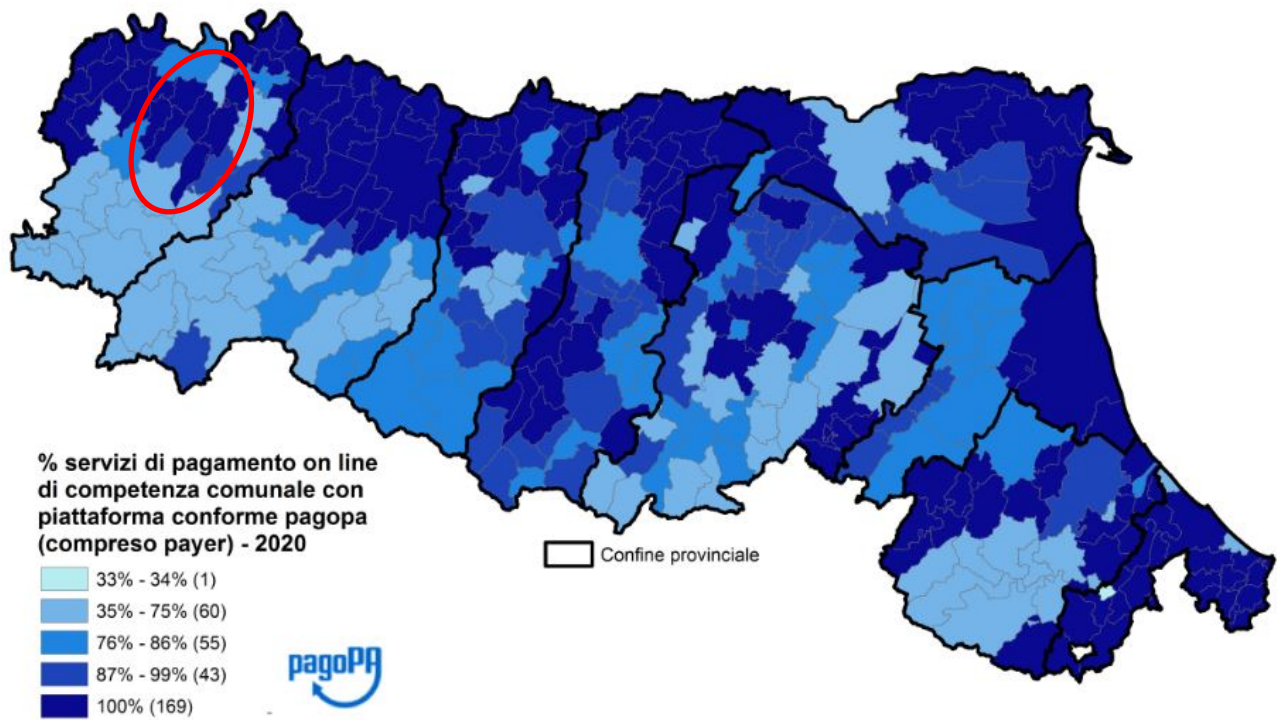 % servizi di pagamento on line
di competenza comunale con
piattaforma conforme pagopa
(compreso payer) - 2020
33% - 34% (1)
35% - 75% (60)
76% - 86% (55)
87% - 99% (43)
100% (169)
Confine provinciale
pagoPA